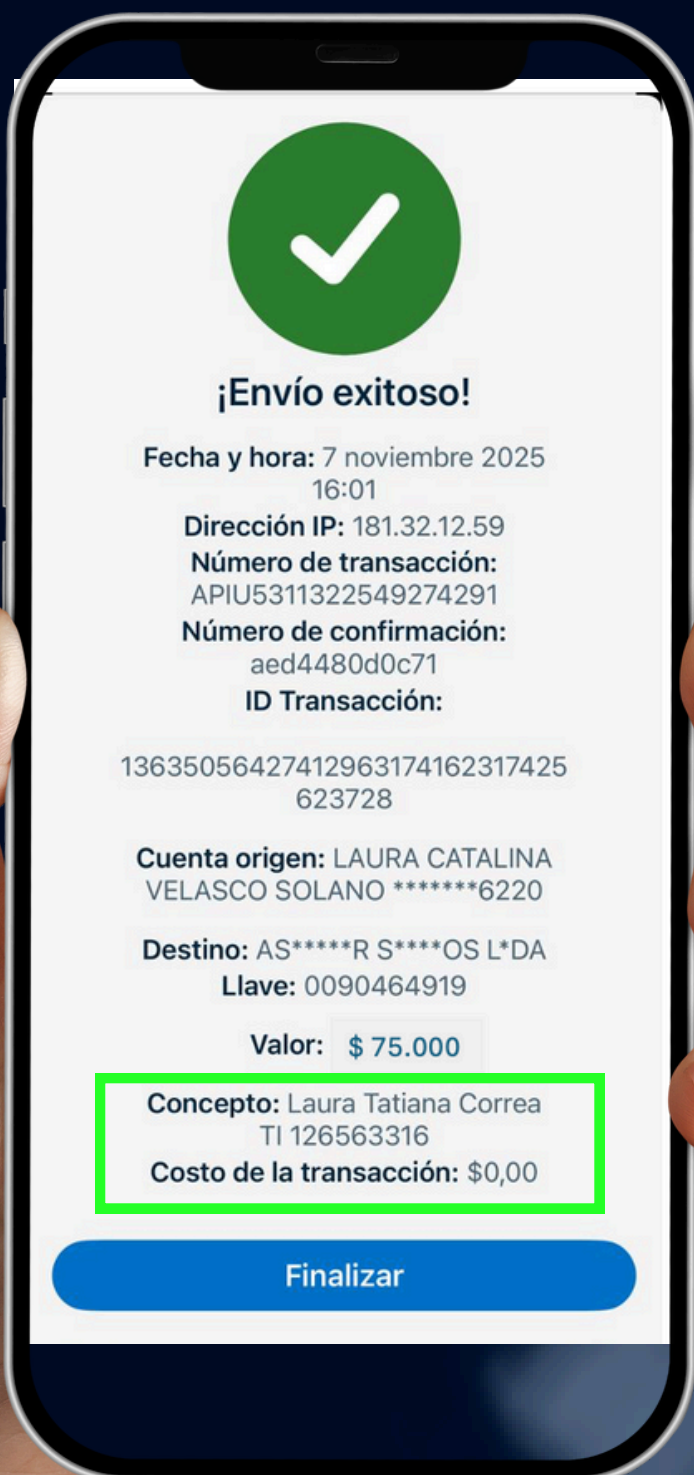 ¡Envío exitoso!
Fecha y hora: 7 noviembre 2025
16:01
Dirección IP: 181.32.12.59
Número de transacción:
APIU5311322549274291
Número de confirmación:
aed4480d0c71
ID Transacción:
13635056427412963174162317425
623728
Cuenta origen: LAURA CATALINA
VELASCO SOLANO *******6220
Destino: AS*****R S****OS L*DA
Llave: 0090464919
Valor: $ 75.000
Concepto: Laura Tatiana Correa
TI 126563316
Costo de la transacción: $0,00
Finalizar